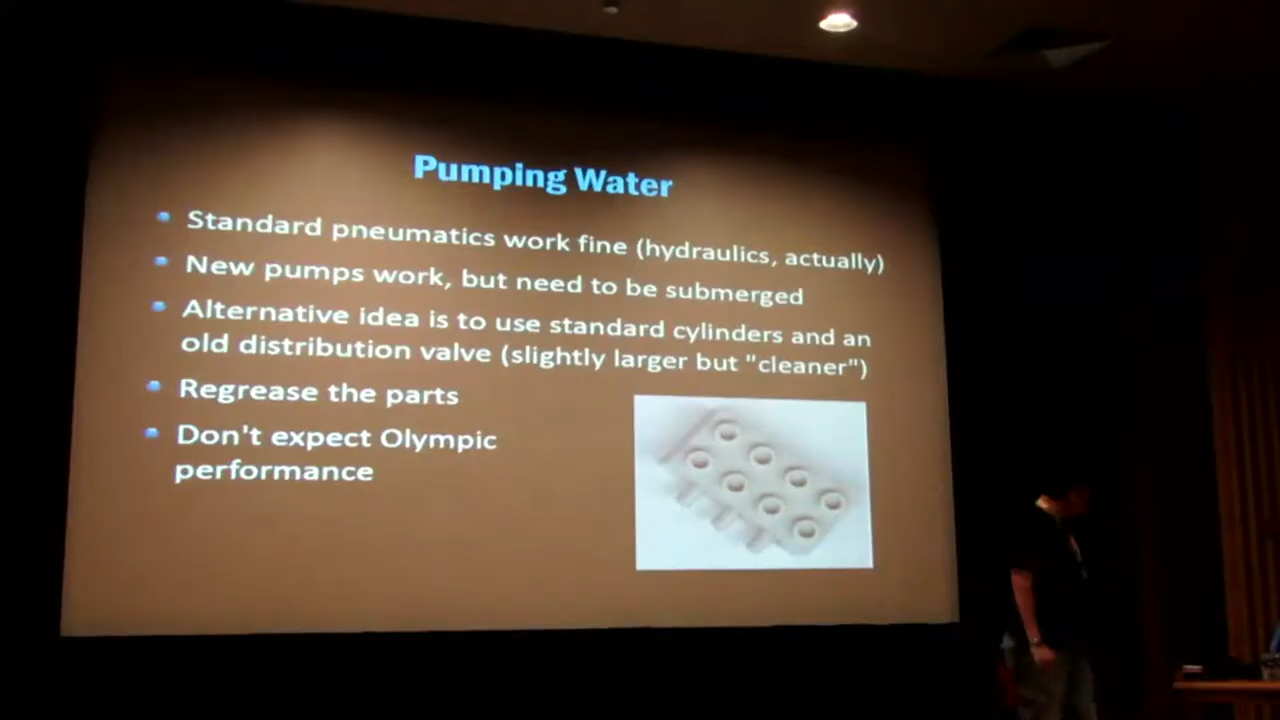 Pumping Water
Standard pneumatics work fine (hydraulics, actually)
New pumps work, but need to be submerged
Alternative idea is to use standard cylinders and an
old distribution valve (slightly larger but "cleaner")
Regrease the parts
Don't expect Olympic
performance